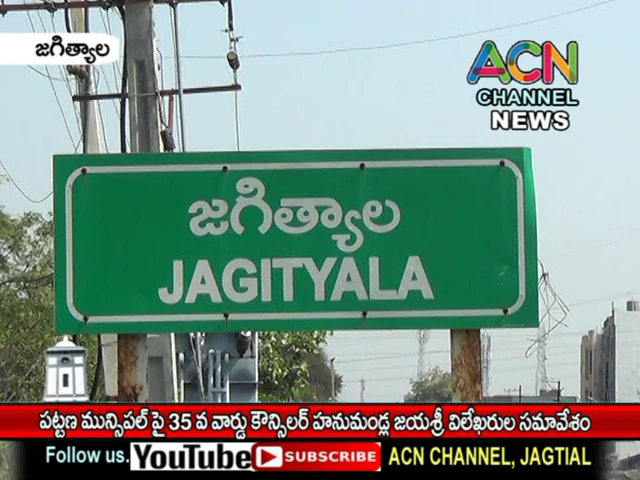 జగిత్యాల
ACN
CHANNEL
NEWS
జగిత్యాల
JAGITYALA
పట్టణ మున్సిపల్ పై 35 వ వార్డు కౌన్సిలర్ హనుమండ్ల జయశ్రీ విలేఖరుల సమావేశం
Follow us. YouTube SUBSCRIBE ACN CHANNEL, JAGTIAL